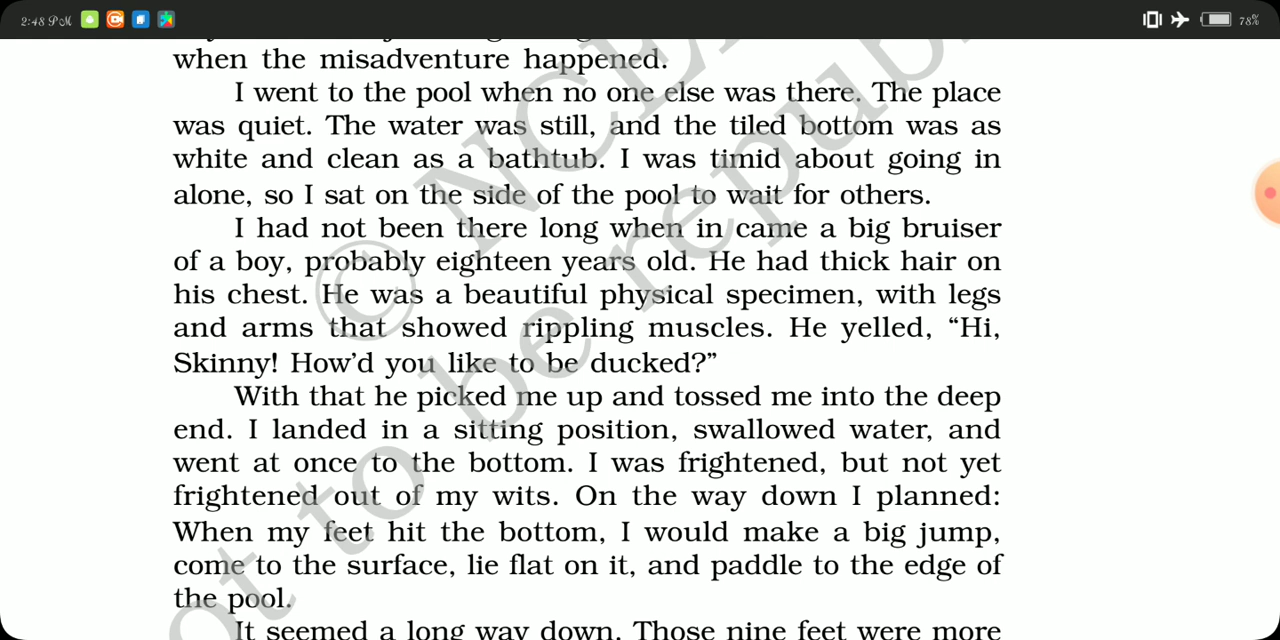 2:48 PM
78%
when the misadventure happened.
I went to the pool when no one else was there. The place
was quiet. The water was still, and the tiled bottom was as
white and clean as a bathtub. I was timid about going in
alone, so I sat on the side of the pool to wait for others.
I had not been there long when in came a big bruiser
of a boy, probably eighteen years old. He had thick hair on
his chest. He was a beautiful physical specimen, with legs
and arms that showed rippling muscles. He yelled, “Hi,
Skinny! How’d you like to be ducked?”
With that he picked me up and tossed me into the deep
end. I landed in a sitting position, swallowed water, and
went at once to the bottom. I was frightened, but not yet
frightened out of my wits. On the way down I planned:
When my feet hit the bottom, I would make a big jump,
come to the surface, lie flat on it, and paddle to the edge of
the pool.
It seemed a long way down. Those nine feet were more
© NCE
to be repub